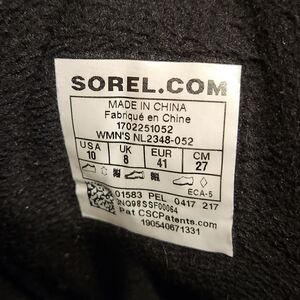 SOREL.COM
MADE IN CHINA
Fabriqué en Chine
1702251052
WMN'S NL2348-052
USA UK EUR CM
10 8 41 27
ECA-5
01583 PEL 0417 217
INQ98SSF00064
Pat CSCPatents.com
190540671331